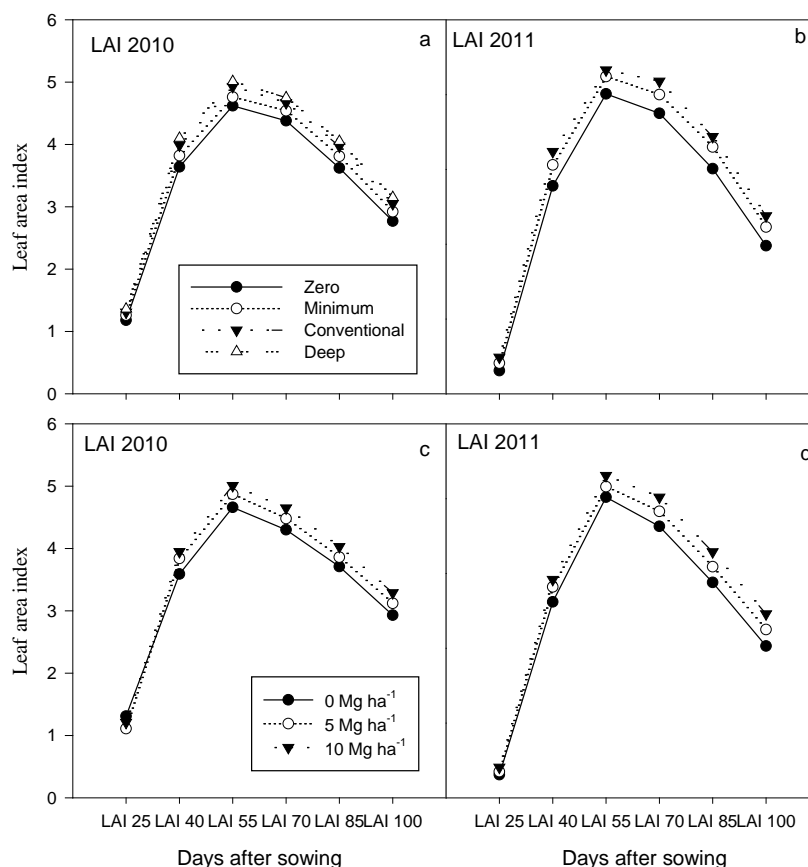 LAI 2010
a
LAI 2011
b
6
5
4
3
2
1
0
Leaf area index
Zero
Minimum
Conventional
Deep
LAI 2010
c
LAI 2011
6
5
4
3
2
1
0
Leaf area index
0 Mg ha⁻¹
5 Mg ha⁻¹
10 Mg ha⁻¹
LAI 25 LAI 40 LAI 55 LAI 70 LAI 85 LAI 100
LAI 25 LAI 40 LAI 55 LAI 70 LAI 85 LAI 100
Days after sowing
Days after sowing